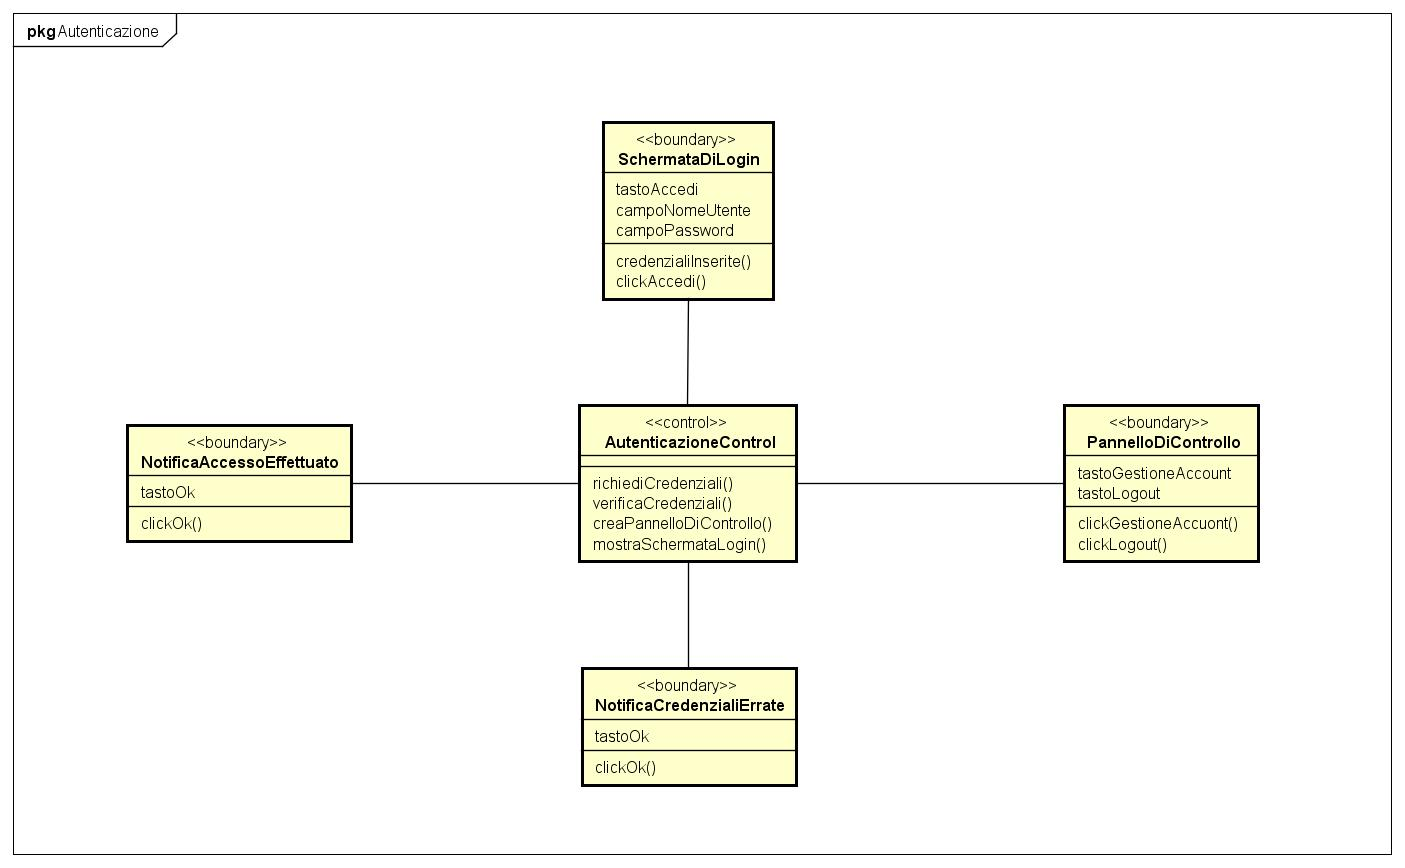 pkg Autenticazione
<<boundary>>
SchermataDiLogin
tastoAccedi
campoNomeUtente
campoPassword
credenzialiInserite()
clickAccedi()
<<boundary>>
NotificaAccessoEffettuato
tastoOk
clickOk()
<<control>>
AutenticazioneControl
richiediCredenziali()
verificaCredenziali()
creaPannelloDiControllo()
mostraSchermataLogin()
<<boundary>>
PannelloDiControllo
tastoGestioneAccount
tastoLogout
clickGestioneAccuont()
clickLogout()
<<boundary>>
NotificaCredenzialiErrate
tastoOk
clickOk()